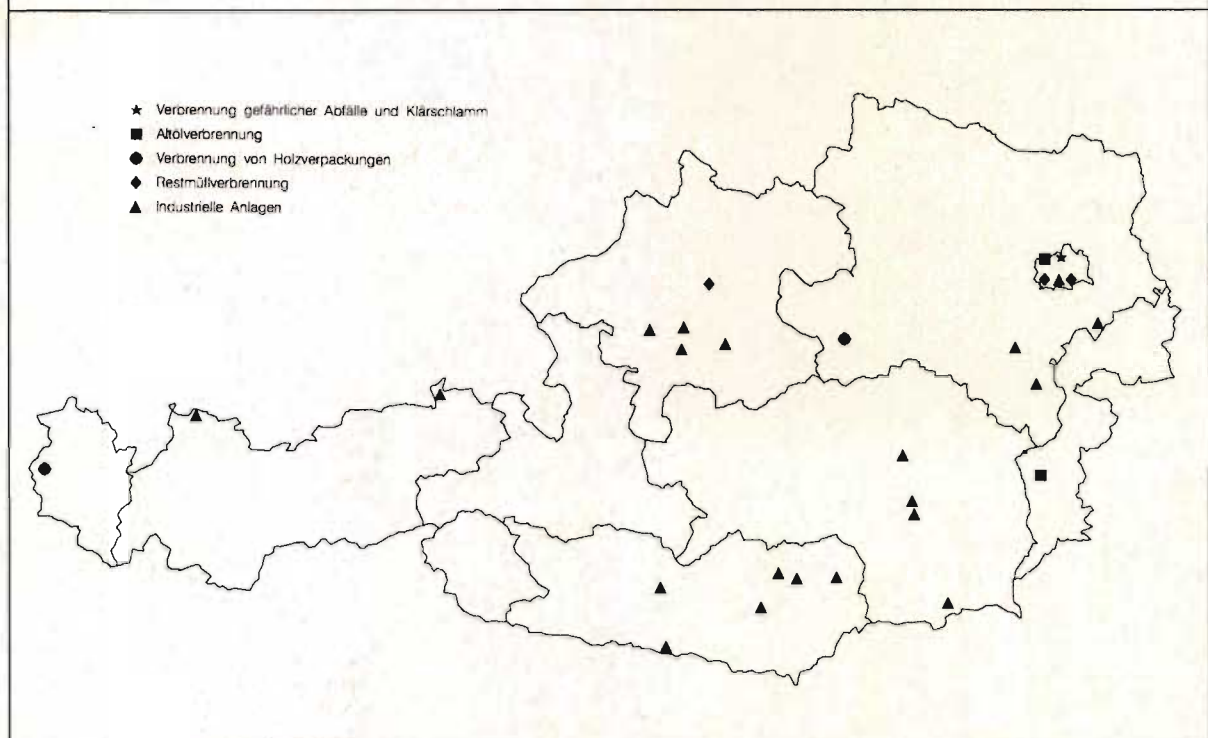 ★ Verbrennung gefährlicher Abfälle und Klärschlamm
■ Altölverbrennung
● Verbrennung von Holzverpackungen
◆ Restmüllverbrennung
▲ Industrielle Anlagen